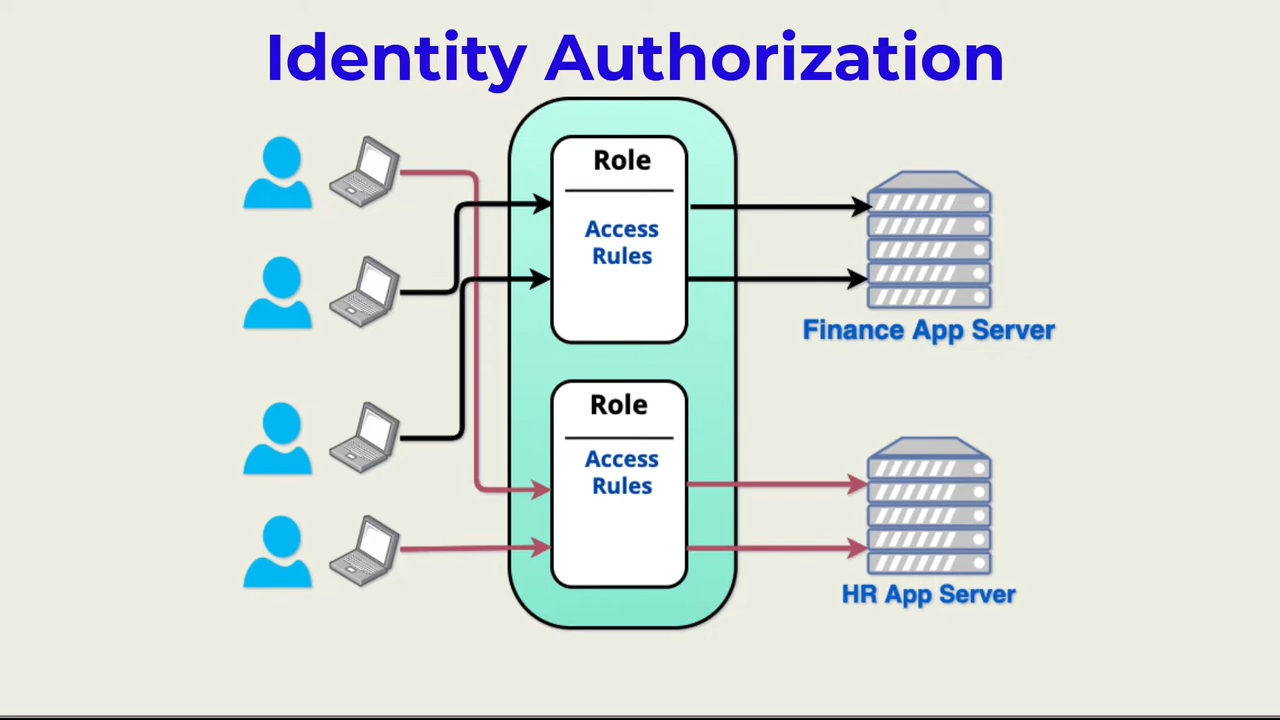 Identity Authorization
Role
Access
Rules
Finance App Server
Role
Access
Rules
HR App Server